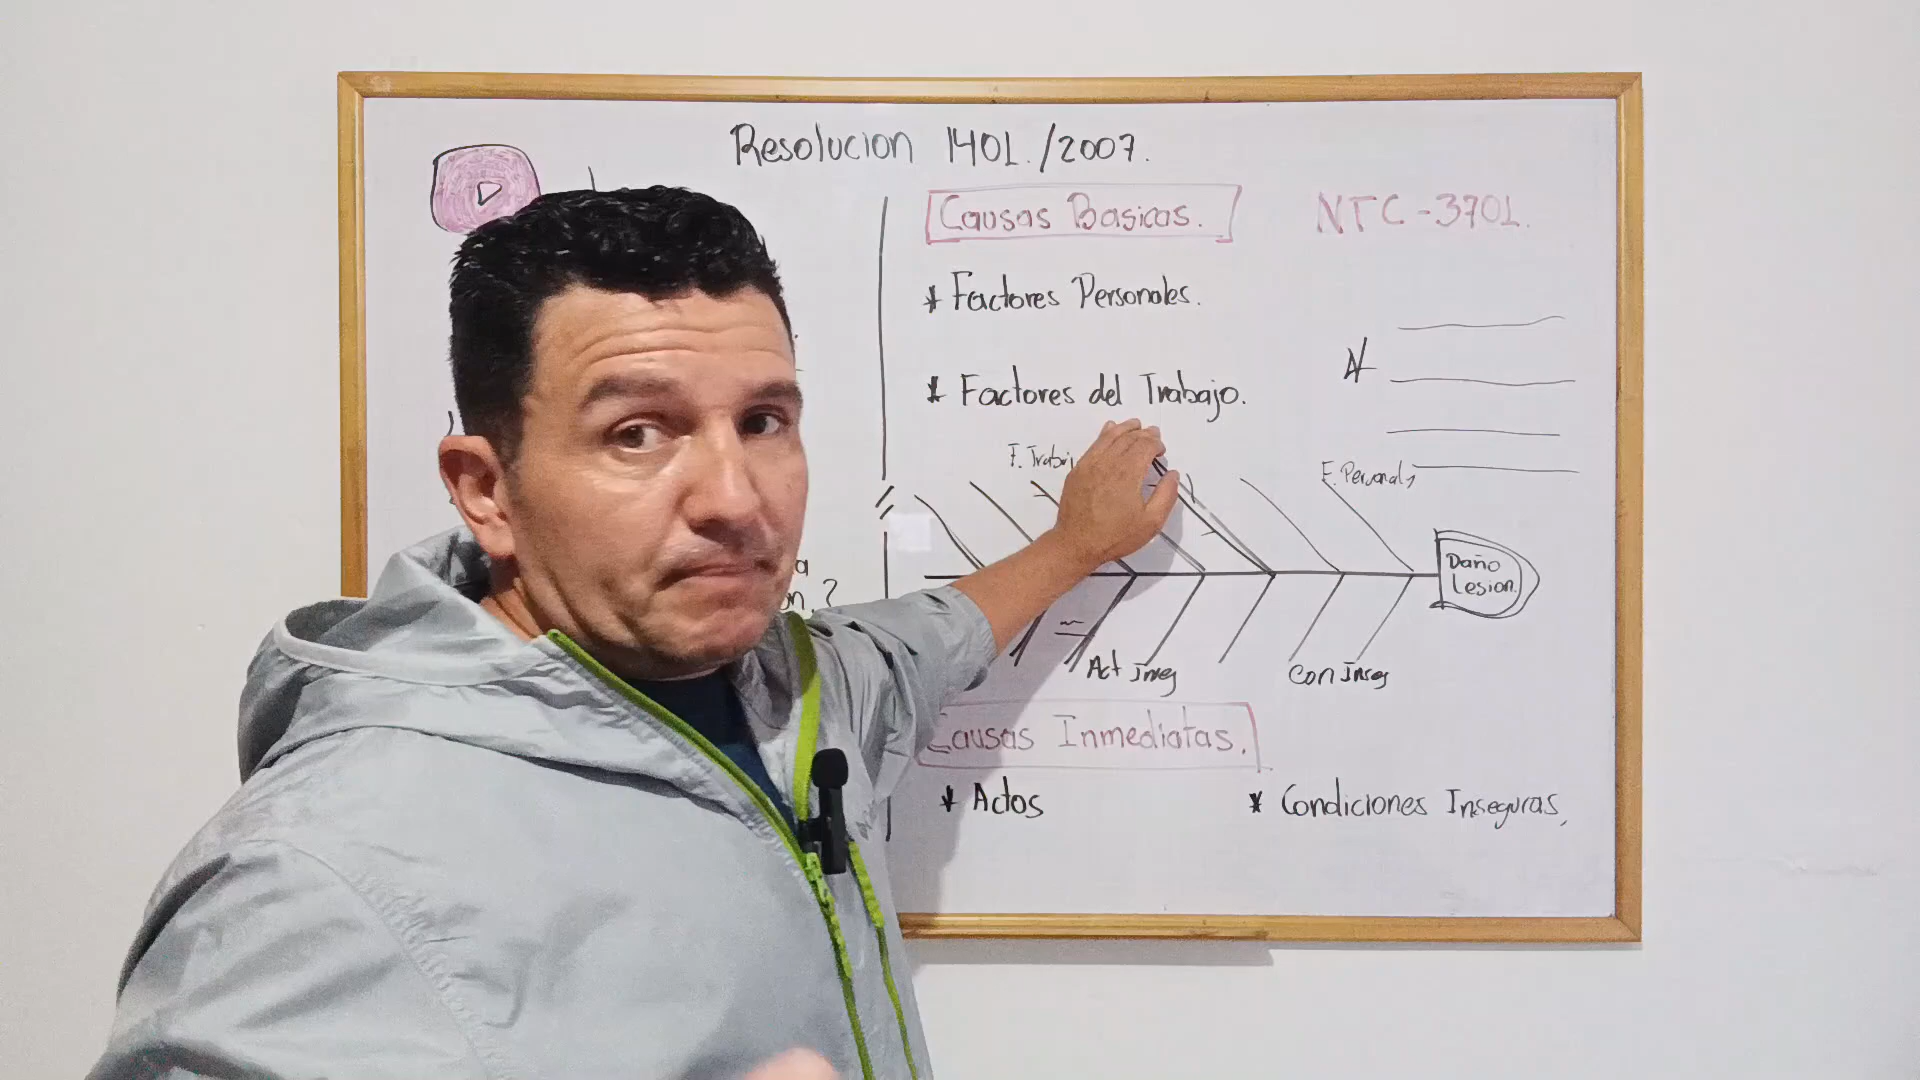 Resolucion 1401./2007.
Causas Basicas.
NTC-3701.
* Factores Personales.
* Factores del Trabajo.
F. Personal
Daño
Lesion.
Act Inseg
Con Inseg
Causas Inmediatas.
* Actos
* Condiciones Inseguras,